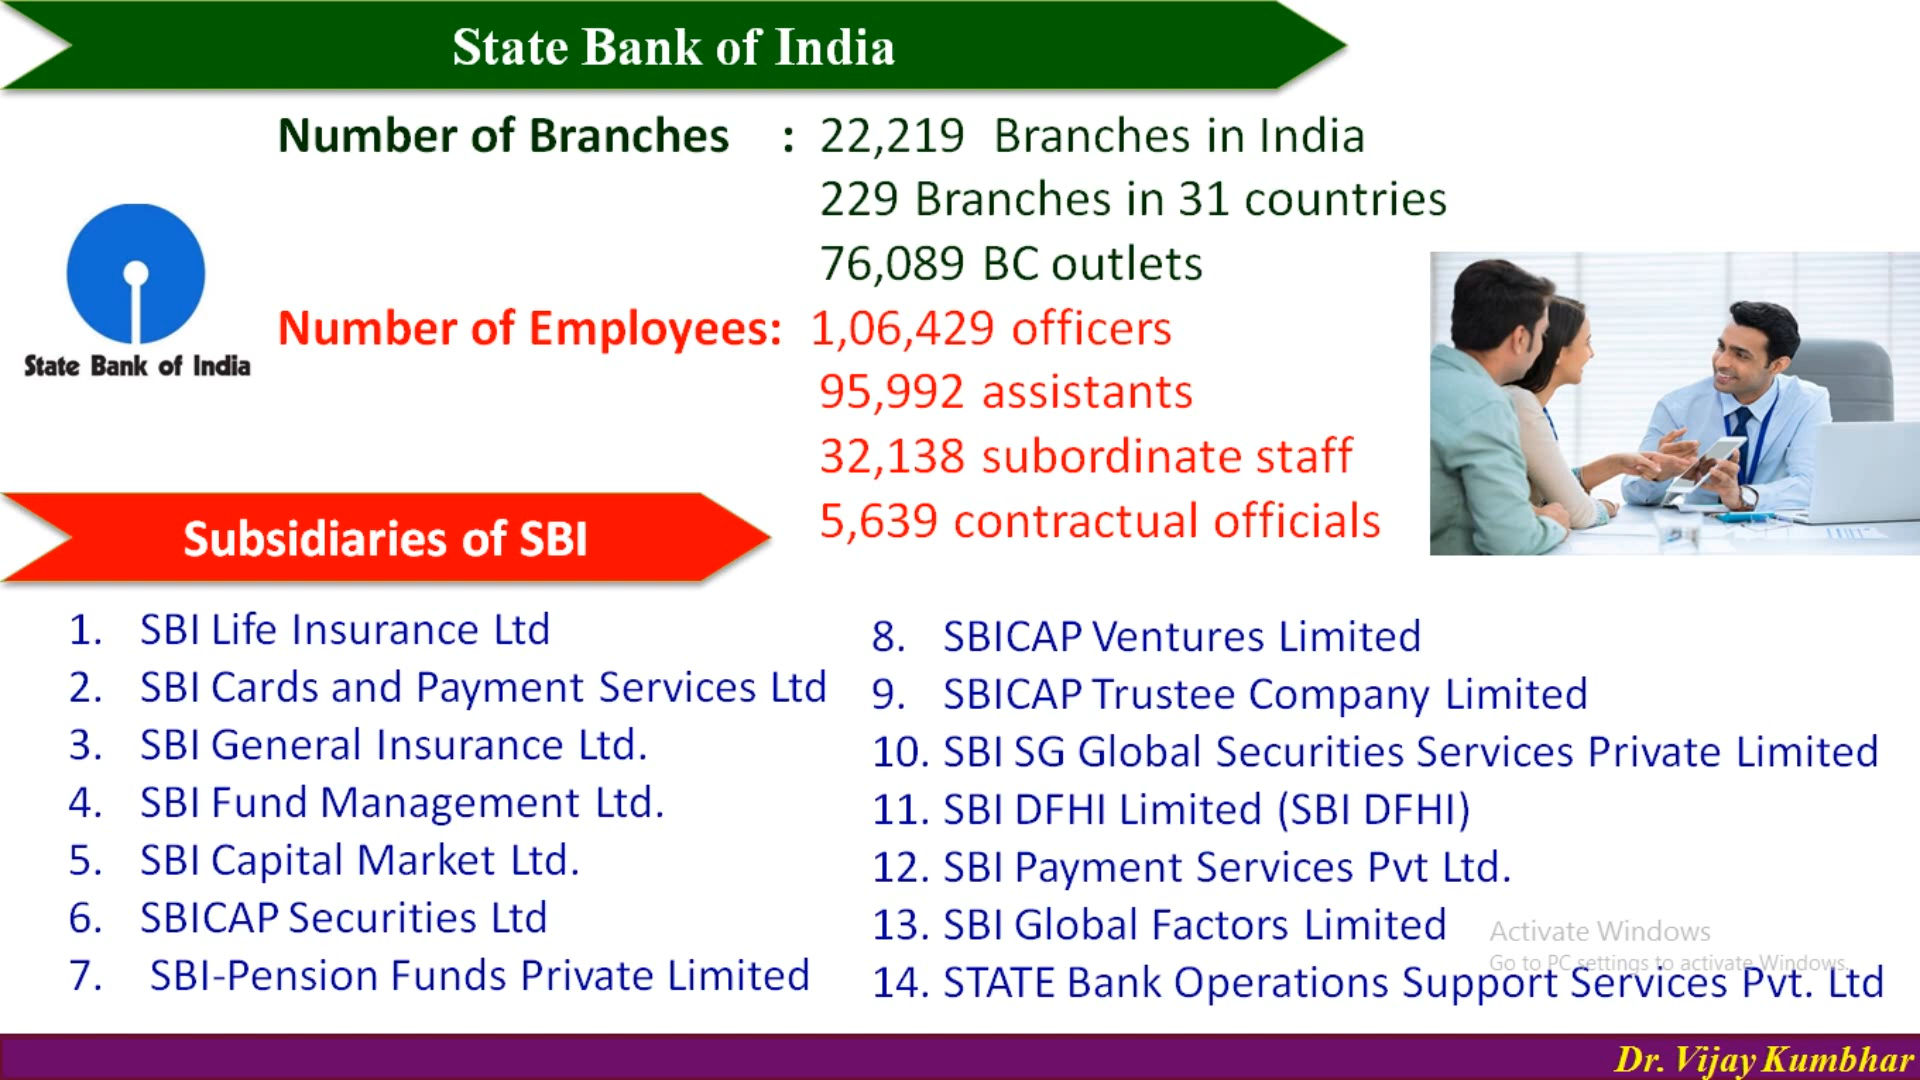 State Bank of India
Number of Branches : 22,219 Branches in India
229 Branches in 31 countries
76,089 BC outlets
State Bank of India
Number of Employees: 1,06,429 officers
95,992 assistants
32,138 subordinate staff
5,639 contractual officials
Subsidiaries of SBI
1. SBI Life Insurance Ltd
2. SBI Cards and Payment Services Ltd
3. SBI General Insurance Ltd.
4. SBI Fund Management Ltd.
5. SBI Capital Market Ltd.
6. SBICAP Securities Ltd
7. SBI-Pension Funds Private Limited
8. SBICAP Ventures Limited
9. SBICAP Trustee Company Limited
10. SBI SG Global Securities Services Private Limited
11. SBI DFHI Limited (SBI DFHI)
12. SBI Payment Services Pvt Ltd.
13. SBI Global Factors Limited
14. STATE Bank Operations Support Services Pvt. Ltd
Activate Windows
Go to PC settings to activate Windows.
Dr. Vijay Kumbhar